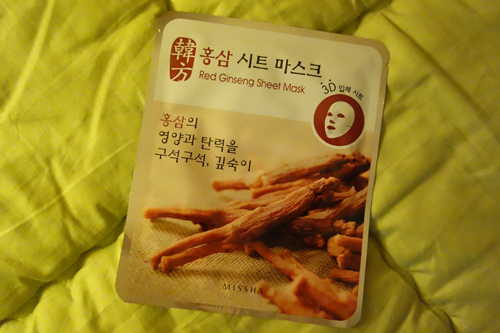 韓方
홍삼 시트 마스크
Red Ginseng Sheet Mask
3D 입체 시트
홍삼의
영양과 탄력을
구석구석, 깊숙이
MISSHA